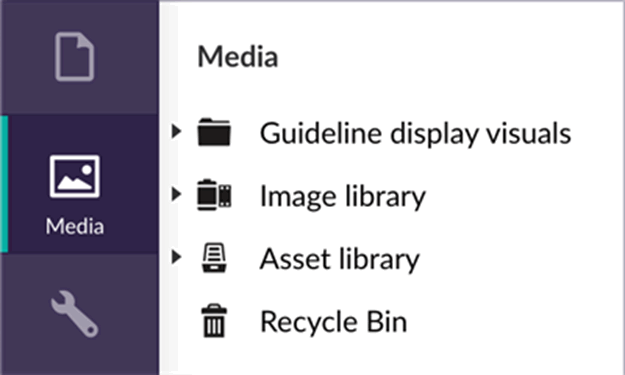 Media
Media
Guideline display visuals
Image library
Asset library
Recycle Bin